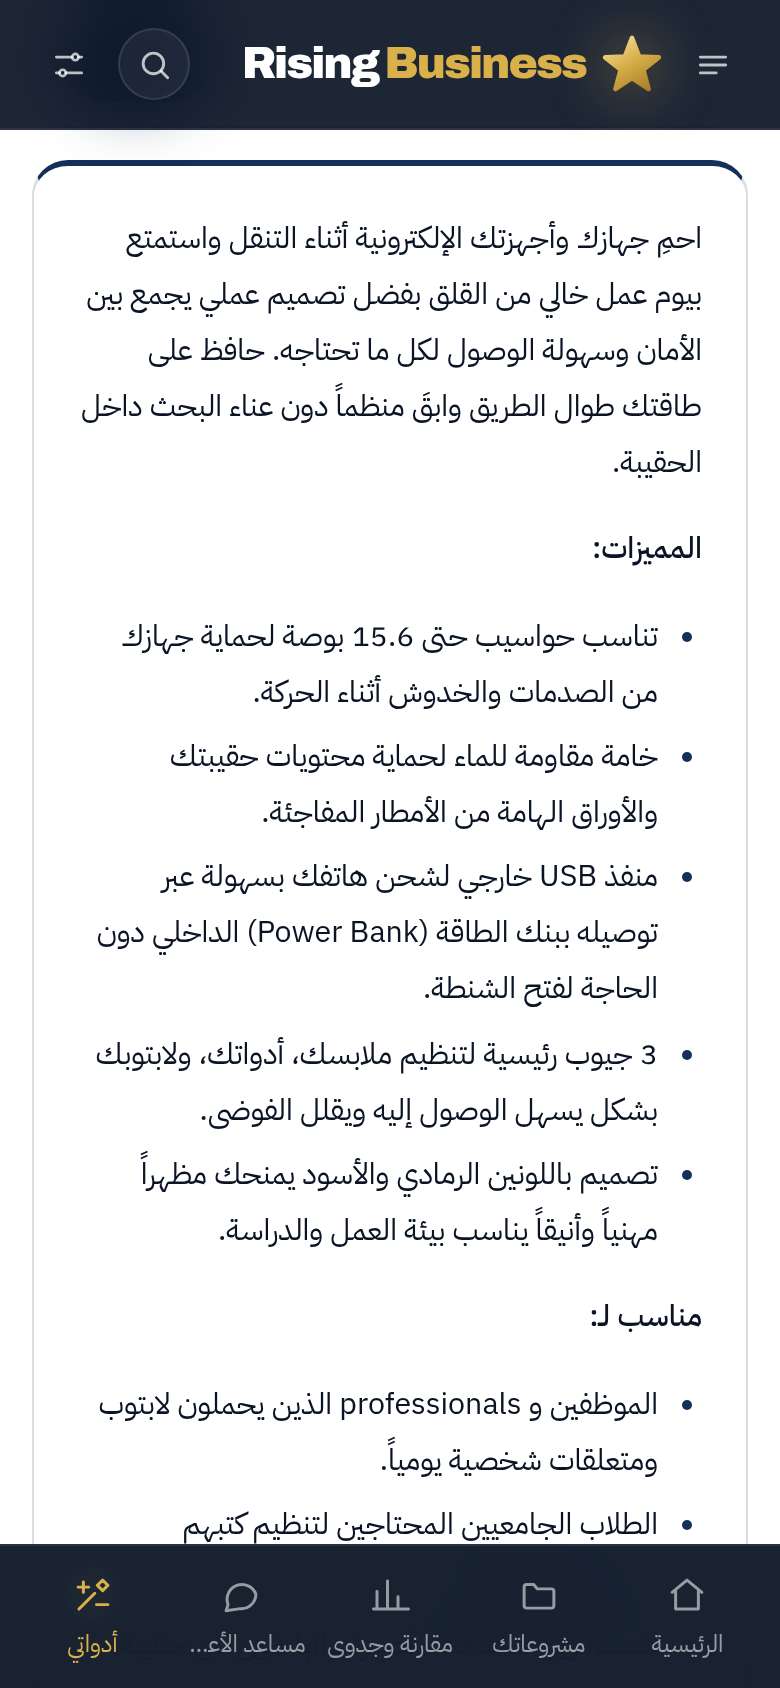 Rising Business
احمِ جهازك وأجهزتك الإلكترونية أثناء التنقل واستمتع
بيوم عمل خالي من القلق بفضل تصميم عملي يجمع بين
الأمان وسهولة الوصول لكل ما تحتاجه. حافظ على
طاقتك طوال الطريق وابقَ منظماً دون عناء البحث داخل
الحقيبة.
المميزات:
• تناسب حواسيب حتى 15.6 بوصة لحماية جهازك
من الصدمات والخدوش أثناء الحركة.
• خامة مقاومة للماء لحماية محتويات حقيبتك
والأوراق الهامة من الأمطار المفاجئة.
• منفذ USB خارجي لشحن هاتفك بسهولة عبر
توصيله ببنك الطاقة (Power Bank) الداخلي دون
الحاجة لفتح الشنطة.
• 3 جيوب رئيسية لتنظيم ملابسك، أدواتك، ولابتوبك
بشكل يسهل الوصول إليه ويقلل الفوضى.
• تصميم باللونين الرمادي والأسود يمنحك مظهراً
مهنياً وأنيقاً يناسب بيئة العمل والدراسة.
مناسب لـ:
• الموظفين و professionals الذين يحملون لابتوب
ومتعلقات شخصية يومياً.
• الطلاب الجامعيين المحتاجين لتنظيم كتبهم
الرئيسية
مشروعاتك
مقارنة وجدوى
مساعد الأعـ...
أدواتي